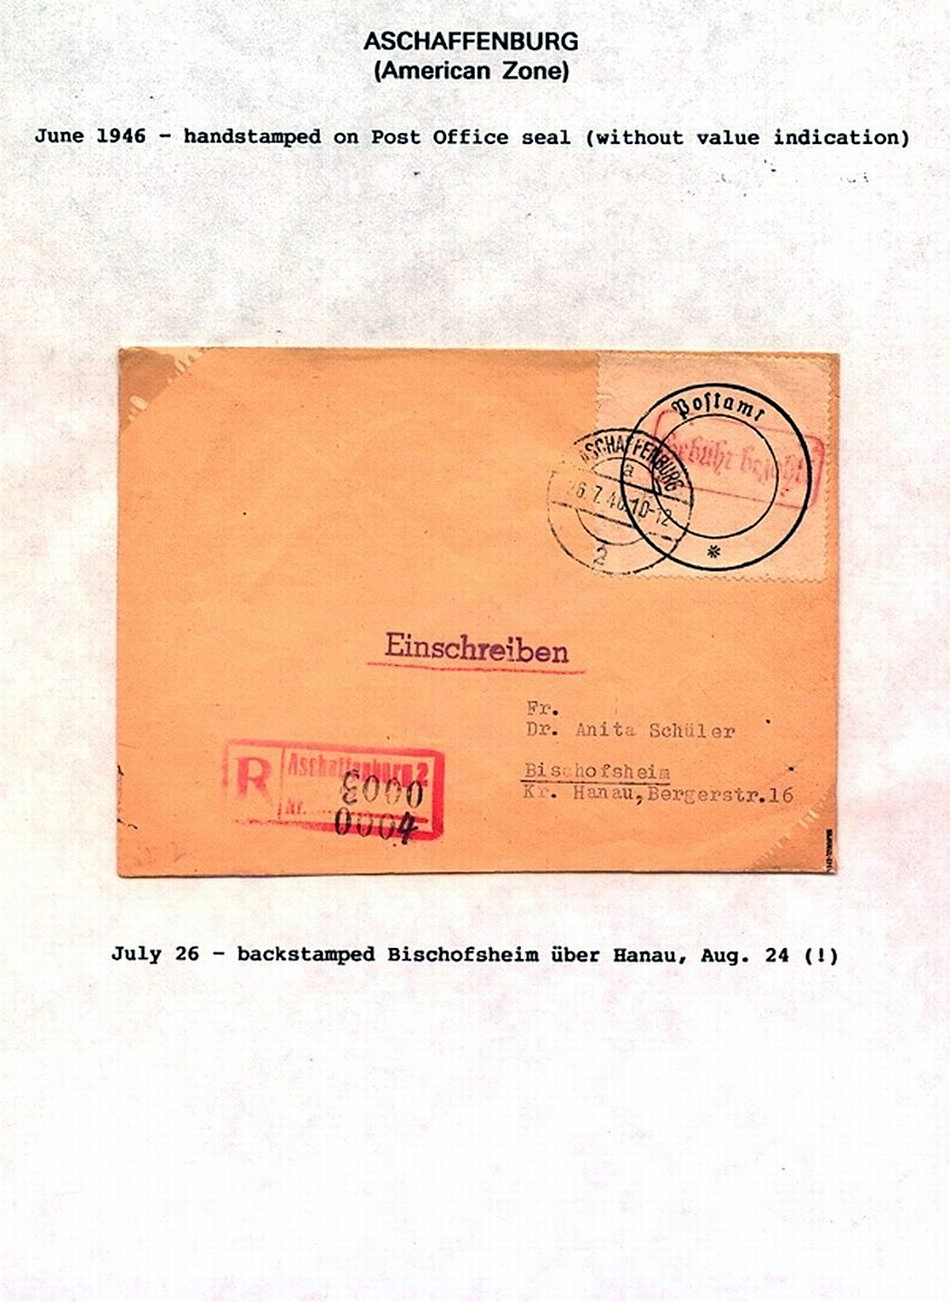 ASCHAFFENBURG
(American Zone)
June 1946 - handstamped on Post Office seal (without value indication)
Postamt
Gebühr bezahlt
ASCHAFFENBURG
a
26.7.46 10-12
2
Einschreiben
Fr.
Dr. Anita Schüler
Bischofsheim
Kr. Hanau, Bergerstr.16
R
Aschaffenburg 2
Nr.
0003
0004
July 26 - backstamped Bischofsheim über Hanau, Aug. 24 (!)